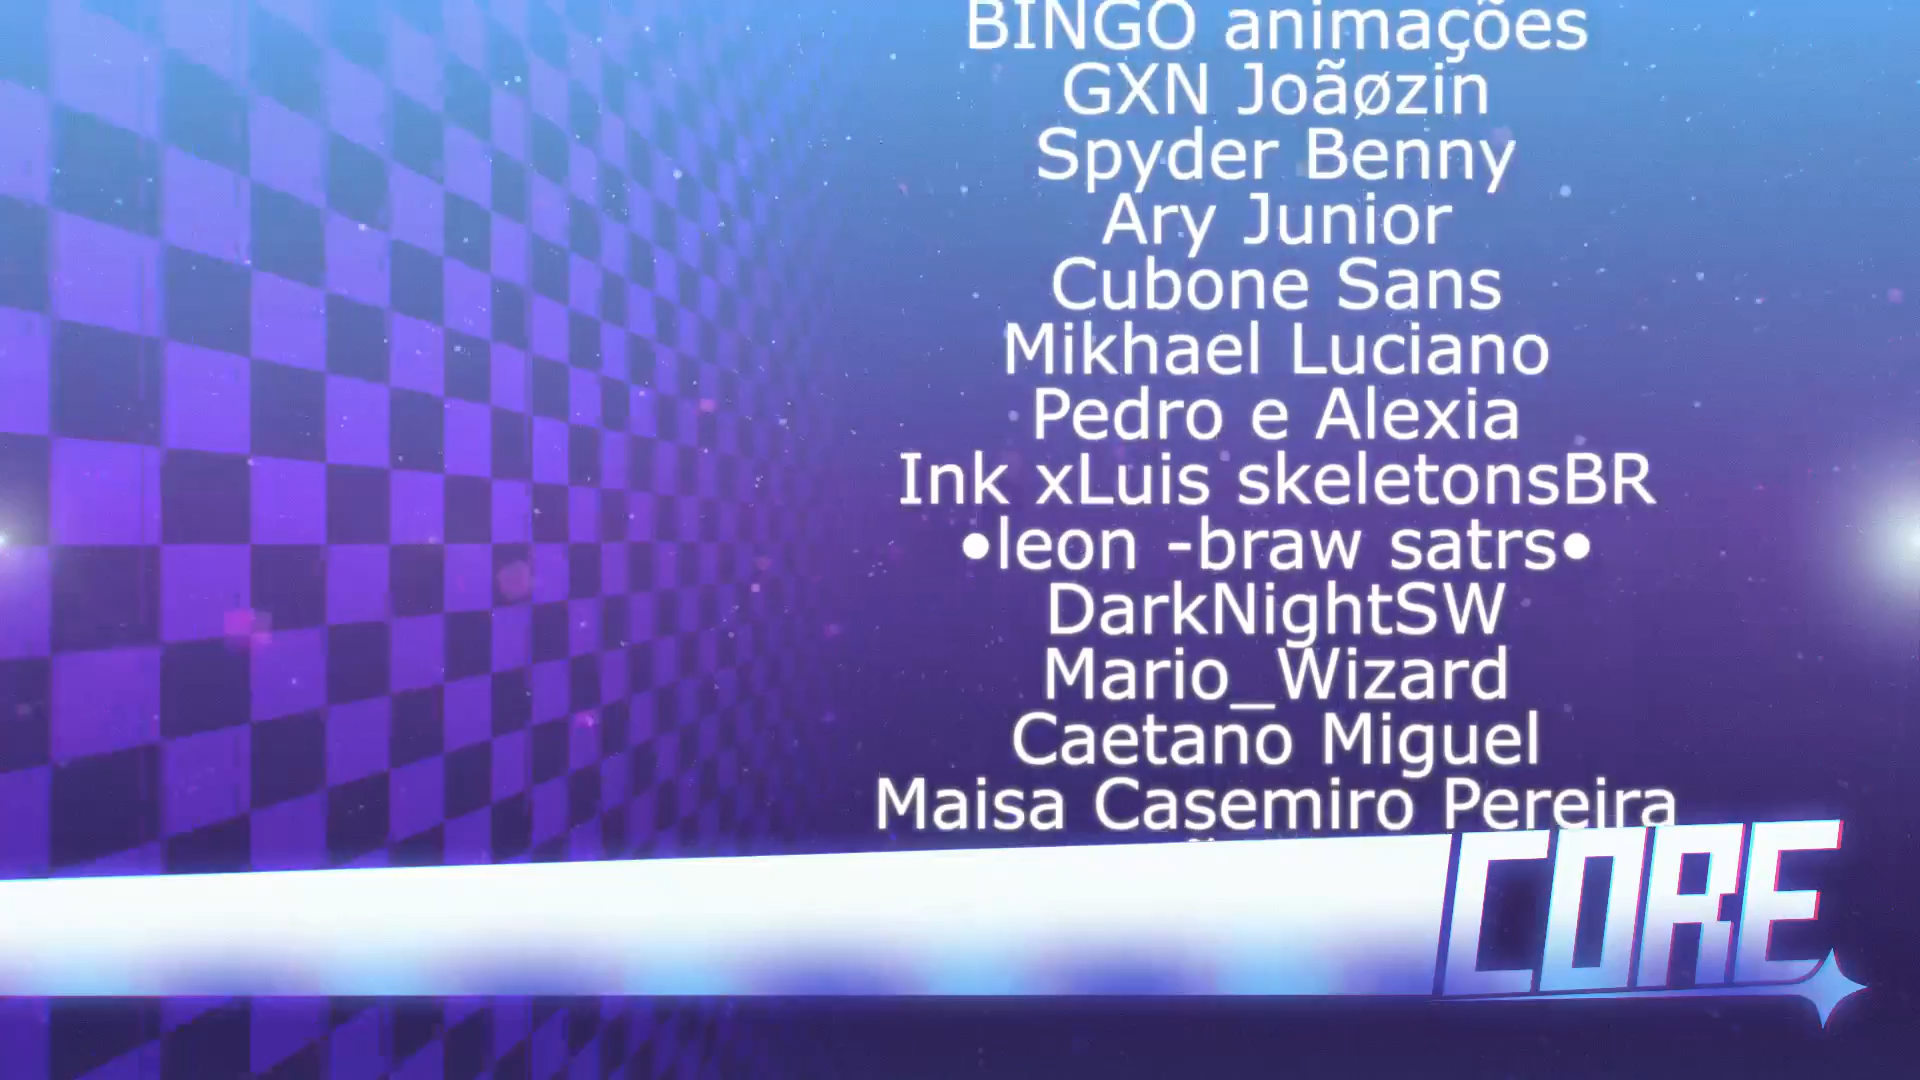 BINGO animações
GXN Joãøzin
Spyder Benny
Ary Junior
Cubone Sans
Mikhael Luciano
Pedro e Alexia
Ink xLuis skeletonsBR
•leon -braw satrs•
DarkNightSW
Mario_Wizard
Caetano Miguel
Maisa Casemiro Pereira
CORE